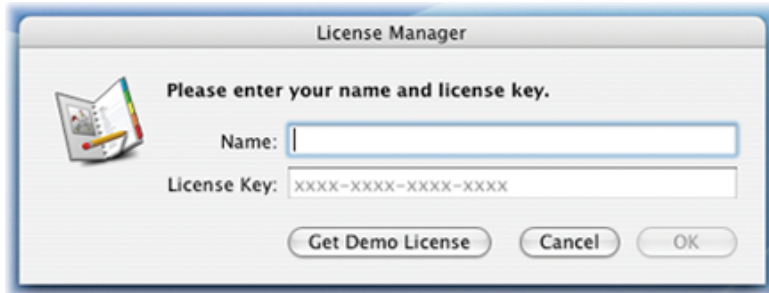 License Manager
Please enter your name and license key.
Name:
License Key: xxxx-xxxx-xxxx-xxxx
Get Demo License Cancel OK